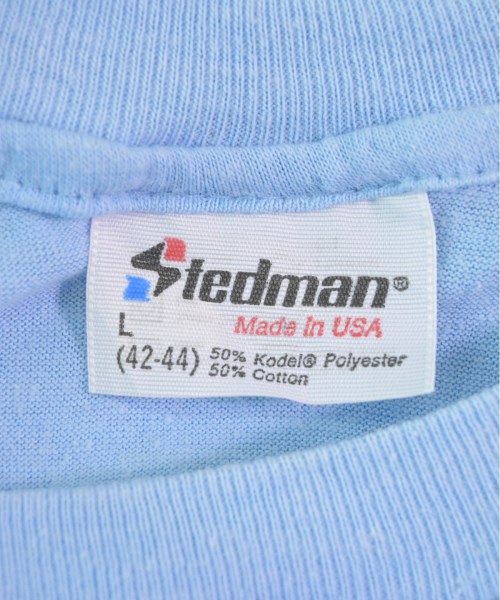 Stedman®
Made in USA
L
(42-44) 50% Kodel® Polyester
50% Cotton